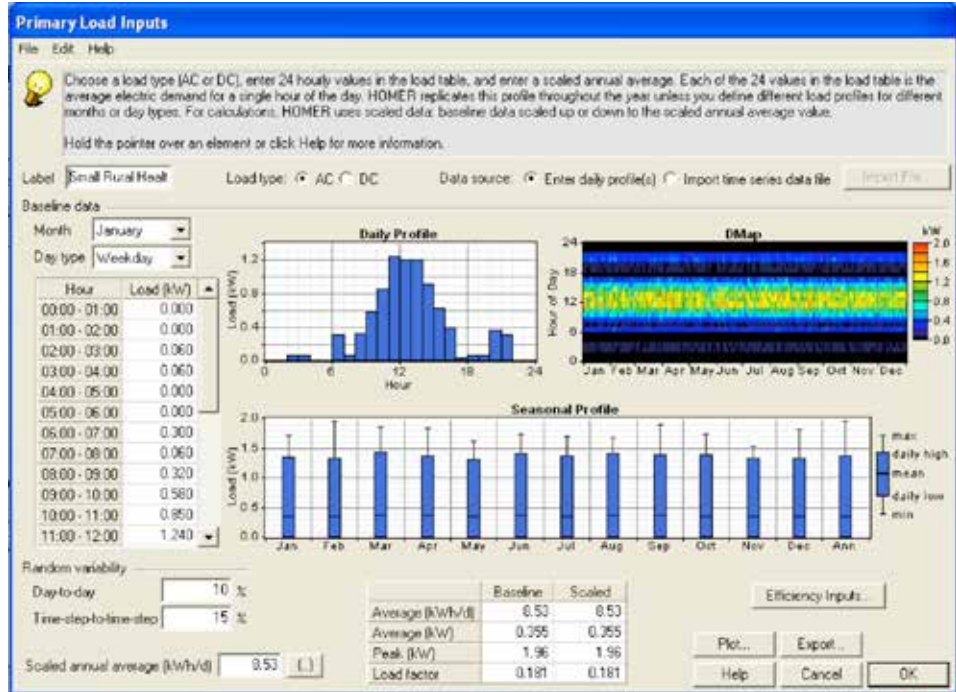 Primary Load Inputs
File Edit Help
Choose a load type (AC or DC), enter 24 hourly values in the load table, and enter a scaled annual average. Each of the 24 values in the load table is the
average electric demand for a single hour of the day. HOMER replicates this profile throughout the year unless you define different load profiles for different
months or day types. For calculations, HOMER uses scaled data: baseline data scaled up or down to the scaled annual average value.
Hold the pointer over an element or click Help for more information.
Label Small Rural Healt Load type: AC DC Data source: Enter daily profile(s) Import time series data file Import File...
Baseline data
Month January
Day type Weekday
Hour Load (kW)
00:00 - 01:00 0.000
01:00 - 02:00 0.000
02:00 - 03:00 0.060
03:00 - 04:00 0.060
04:00 - 05:00 0.000
05:00 - 06:00 0.000
06:00 - 07:00 0.300
07:00 - 08:00 0.060
08:00 - 09:00 0.320
09:00 - 10:00 0.580
10:00 - 11:00 0.850
11:00 - 12:00 1.240
Daily Profile
Load (kW)
1.2
0.8
0.4
0.0
0 6 12 18 24
Hour
DMap
Hour of Day
24
18
12
6
0
Jan Feb Mar Apr May Jun Jul Aug Sep Oct Nov Dec
kW
2.0
1.6
1.2
0.8
0.4
0.0
Seasonal Profile
Load (kW)
2.0
1.5
1.0
0.5
0.0
Jan Feb Mar Apr May Jun Jul Aug Sep Oct Nov Dec Ann
max
daily high
mean
daily low
min
Random variability
Day-to-day 10 %
Time-step-to-time-step 15 %
Scaled annual average (kWh/d) 8.53 {..}
Baseline Scaled
Average (kWh/d) 8.53 8.53
Average (kW) 0.355 0.355
Peak (kW) 1.96 1.96
Load factor 0.181 0.181
Efficiency Inputs...
Plot... Export...
Help Cancel OK